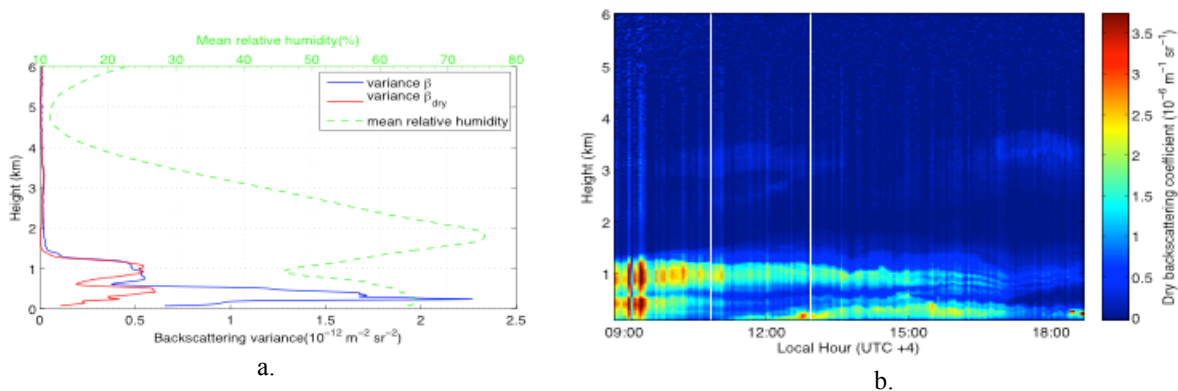 Mean relative humidity(%)
10 20 30 40 50 60 70 80
6
5
4
3
2
1
0
Height (km)
variance β
variance βdry
mean relative humidity
0 0.5 1 1.5 2 2.5
Backscattering variance(10⁻¹² m⁻² sr⁻²)
a.
6
5
4
3
2
1
Height (km)
09:00 12:00 15:00 18:00
Local Hour (UTC +4)
3.5
3.0
2.5
2.0
1.5
1.0
0.5
0
Dry backscattering coefficient (10⁻⁶ m⁻¹ sr⁻¹)
b.